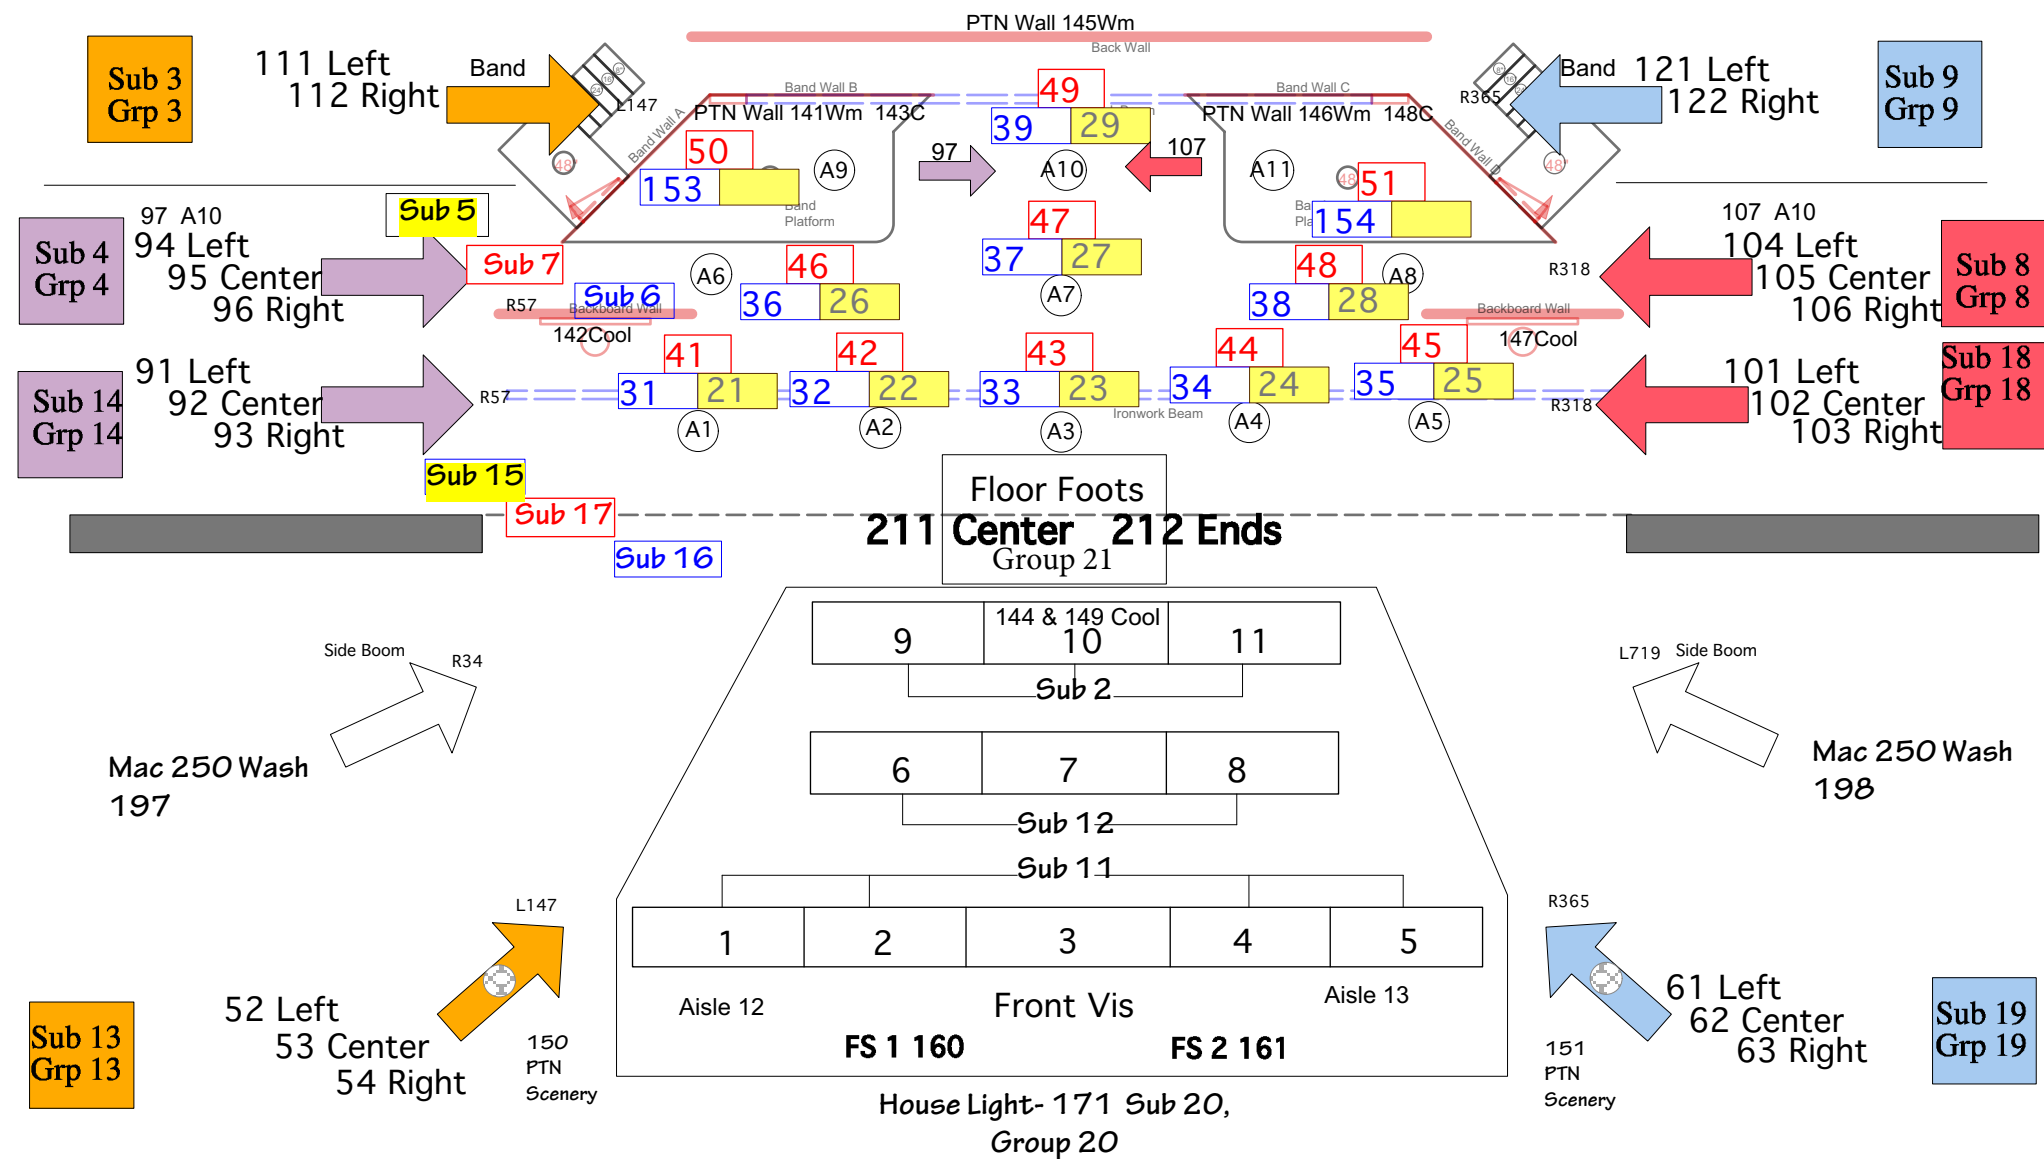 PTN Wall 145Wm
Back Wall
Sub 3
Grp 3
111 Left
112 Right
Band
L147
Band Wall A
Band Wall B
PTN Wall 141Wm 143C
49
39 29
Band Wall C
PTN Wall 146Wm 148C
Band Wall D
R365
Band
121 Left
122 Right
Sub 9
Grp 9
48"
50
153
A9
Band
Platform
97
A10
107
A11
48
51
154
48"
Sub 5
97 A10
94 Left
95 Center
96 Right
Sub 4
Grp 4
Sub 7
Sub 6
R57
Backboard Wall
142Cool
A6
46
36 26
47
37 27
A7
48
38 28
A8
R318
Backboard Wall
147Cool
107 A10
104 Left
105 Center
106 Right
Sub 8
Grp 8
Sub 14
Grp 14
91 Left
92 Center
93 Right
R57
41
31 21
A1
42
32 22
A2
43
33 23
A3
Ironwork Beam
44
34 24
A4
45
35 25
A5
R318
101 Left
102 Center
103 Right
Sub 18
Grp 18
Sub 15
Sub 17
Sub 16
Floor Foots
211 Center 212 Ends
Group 21
144 & 149 Cool
9 10 11
Sub 2
Side Boom
R34
Mac 250 Wash
197
L719 Side Boom
Mac 250 Wash
198
6 7 8
Sub 12
Sub 11
1 2 3 4 5
Aisle 12
Front Vis
Aisle 13
FS 1 160
FS 2 161
L147
52 Left
53 Center
54 Right
150
PTN
Scenery
Sub 13
Grp 13
R365
61 Left
62 Center
63 Right
151
PTN
Scenery
Sub 19
Grp 19
House Light- 171 Sub 20,
Group 20